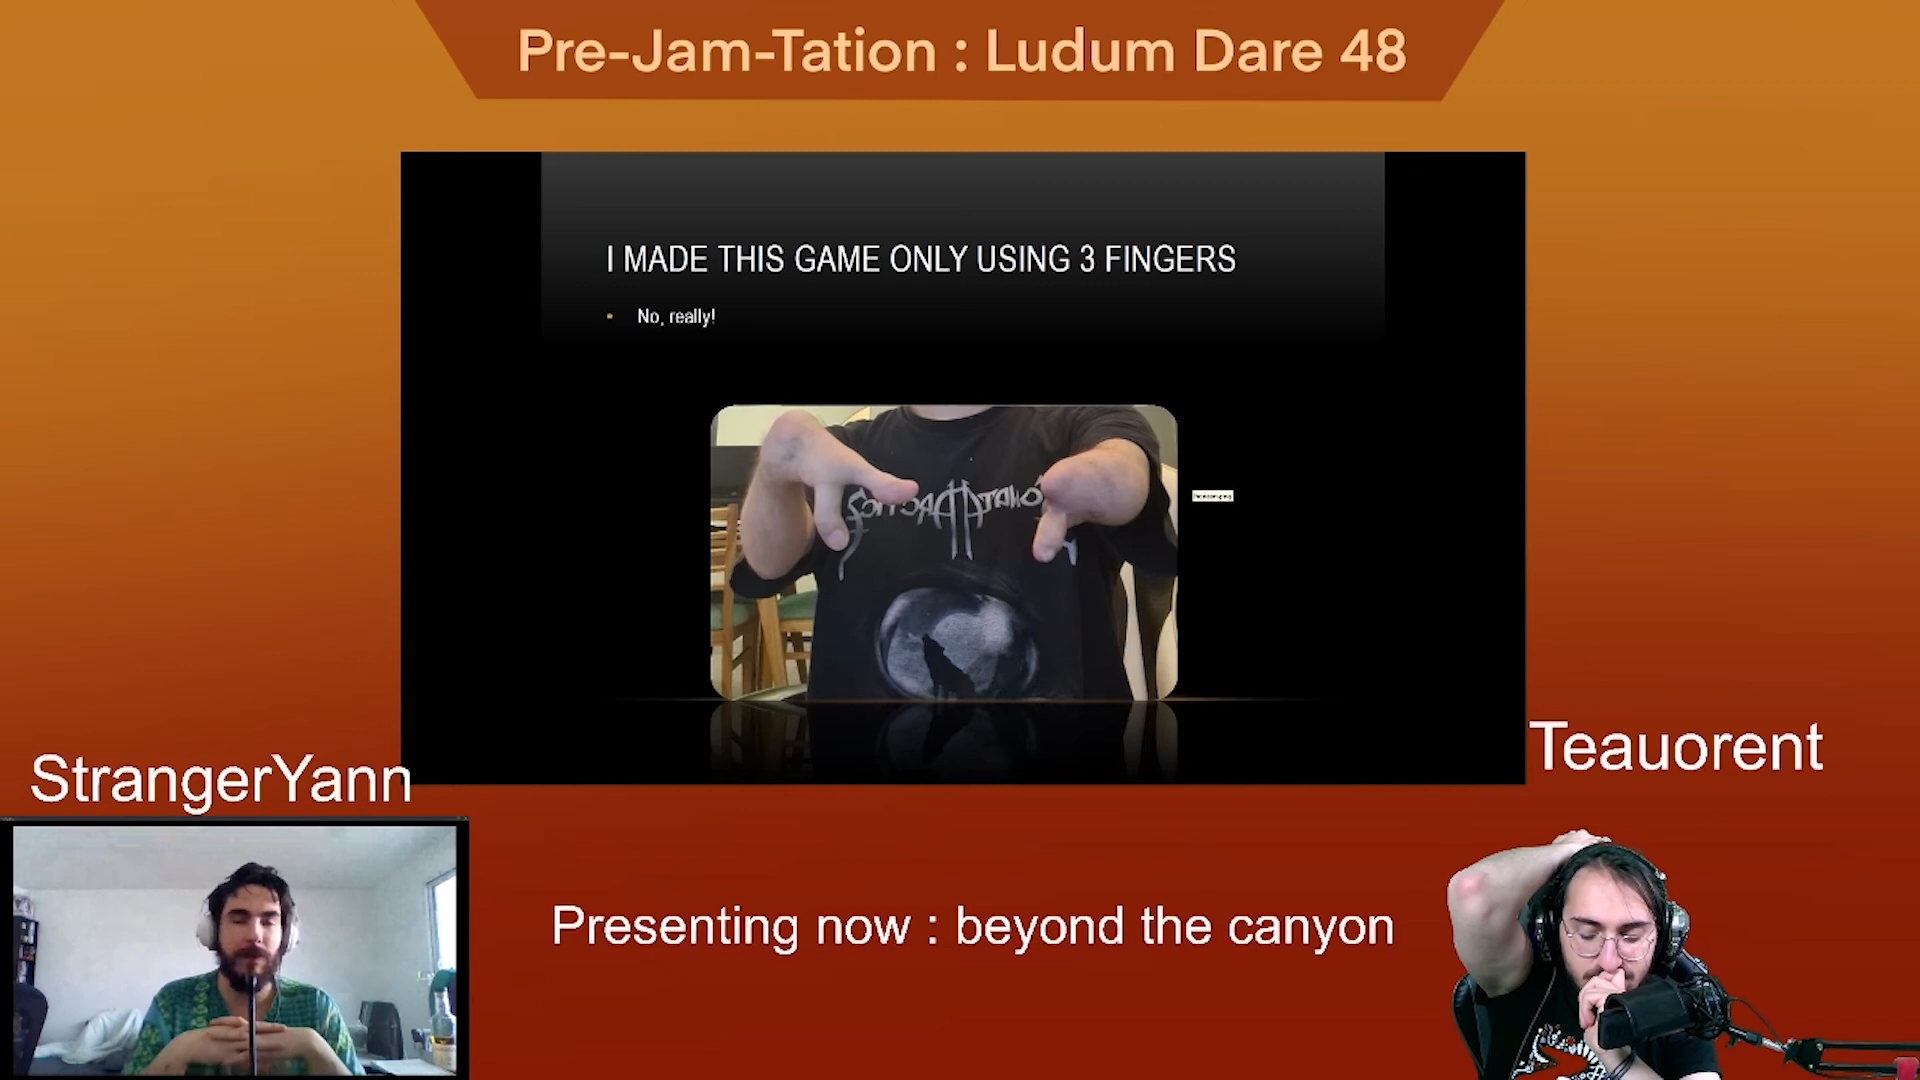 Pre-Jam-Tation : Ludum Dare 48
I MADE THIS GAME ONLY USING 3 FINGERS
• No, really!
StrangerYann
Teauorent
Presenting now : beyond the canyon